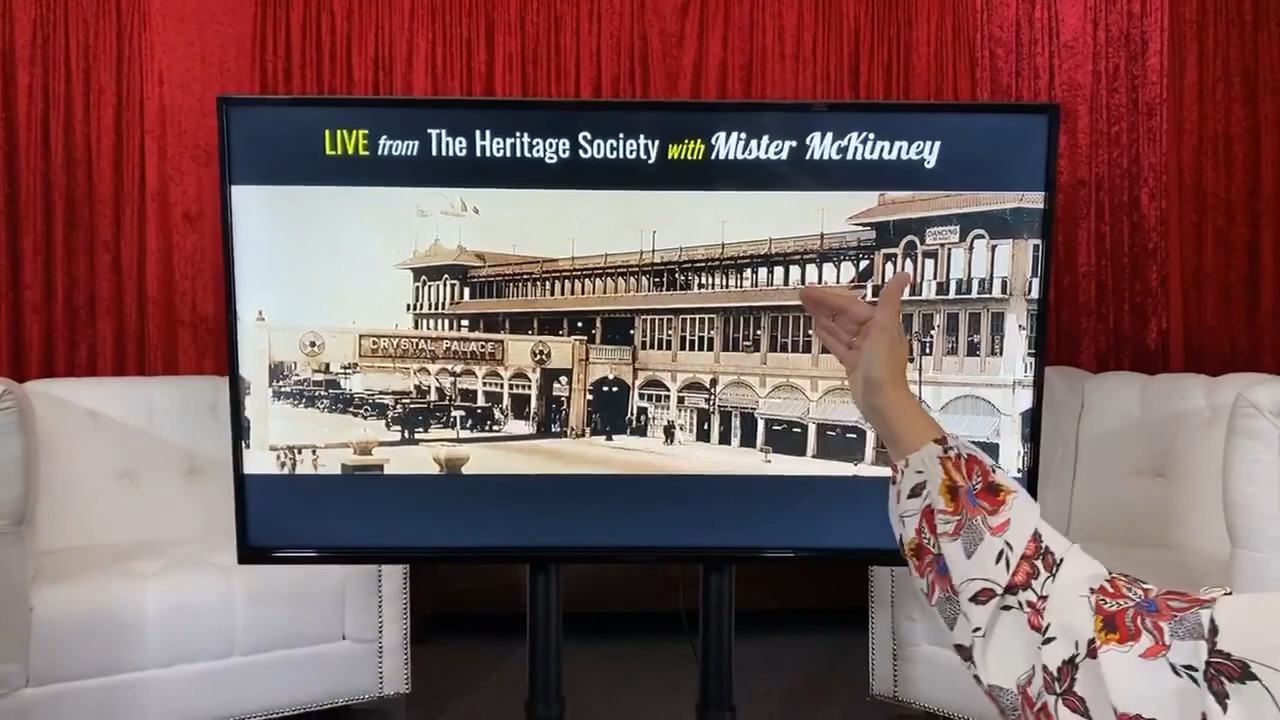 LIVE from The Heritage Society with Mister McKinney
DANCING
CRYSTAL PALACE